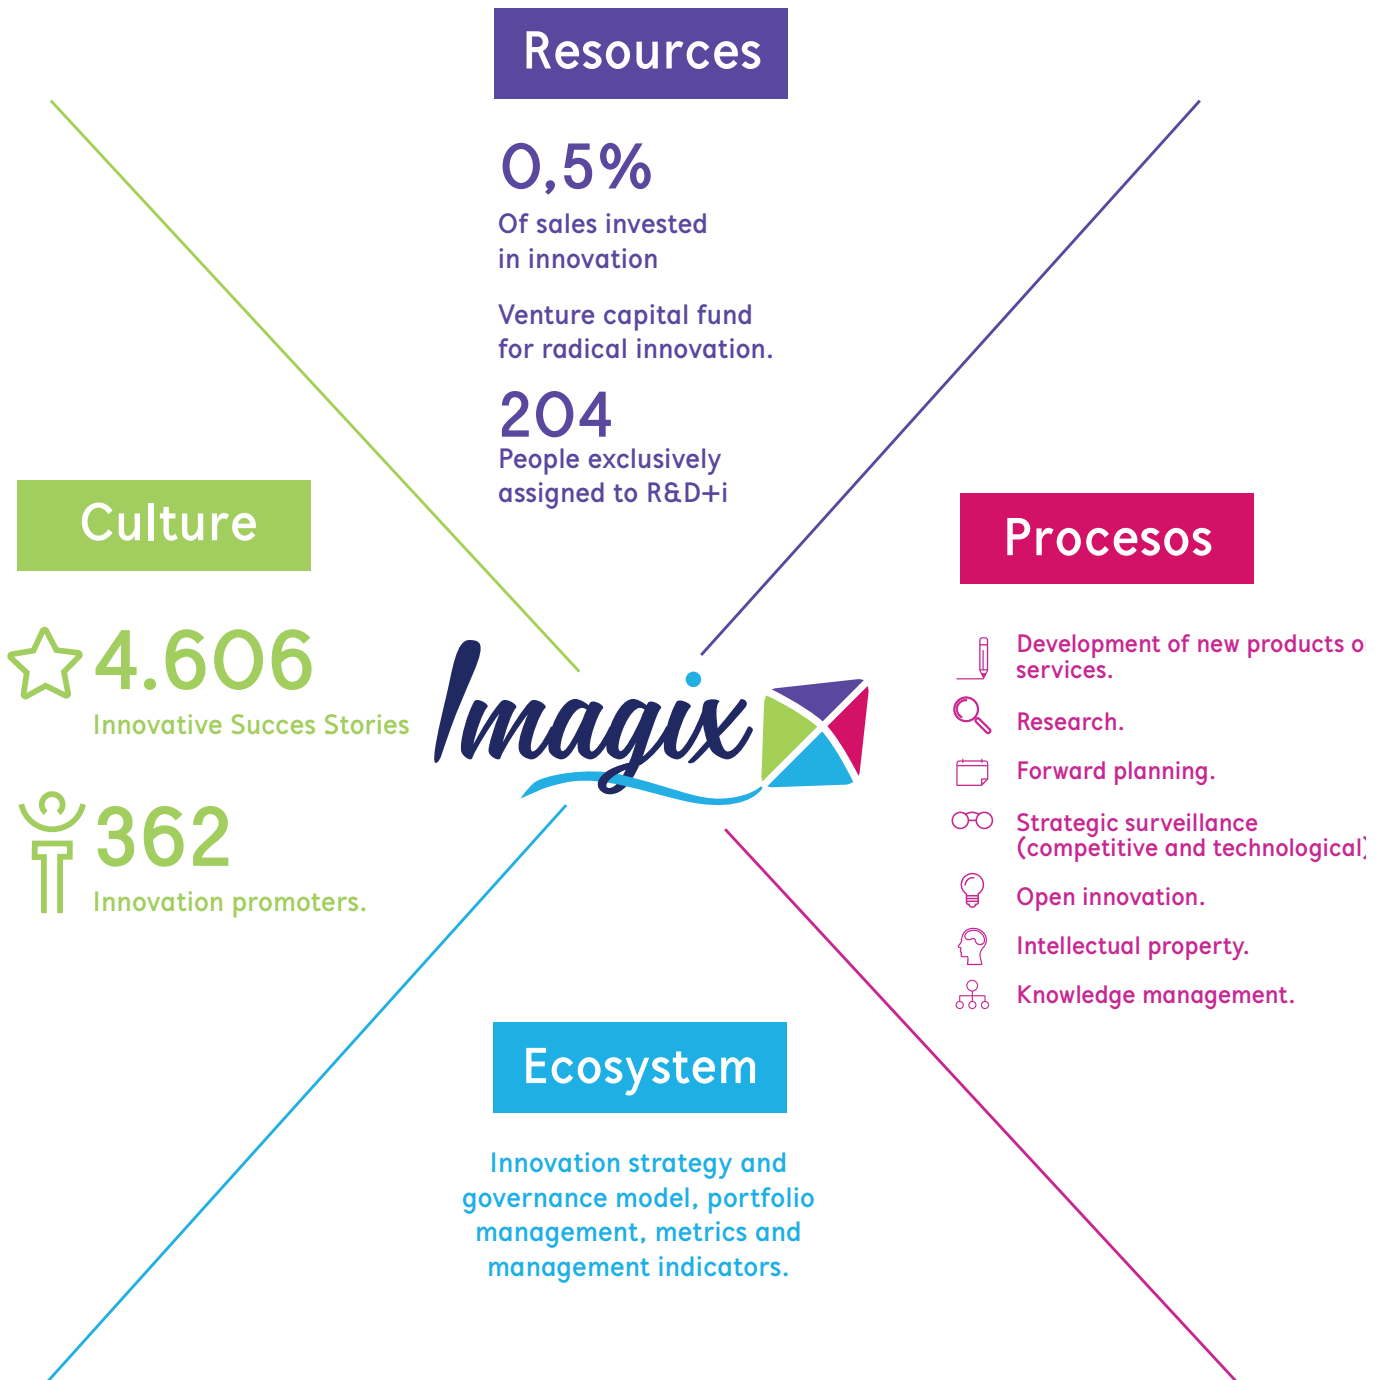 Resources
0,5%
Of sales invested
in innovation
Venture capital fund
for radical innovation.
204
People exclusively
assigned to R&D+i
Culture
4.606
Innovative Succes Stories
362
Innovation promoters.
Imagix
Procesos
Development of new products o
services.
Research.
Forward planning.
Strategic surveillance
(competitive and technological)
Open innovation.
Intellectual property.
Knowledge management.
Ecosystem
Innovation strategy and
governance model, portfolio
management, metrics and
management indicators.